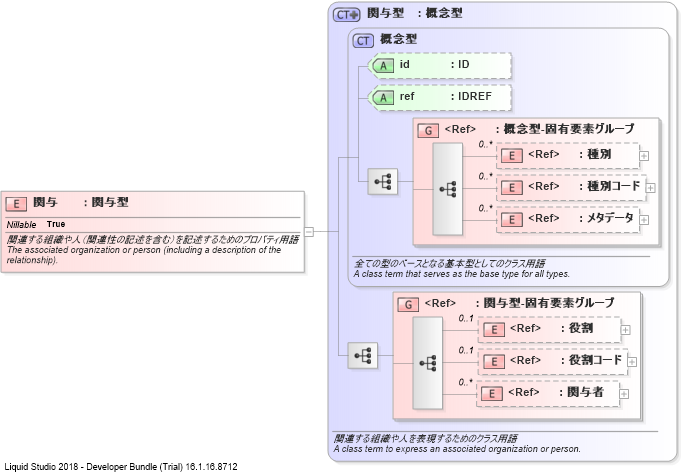 CT 関与型 : 概念型
CT 概念型
A id : ID
A ref : IDREF
G <Ref> : 概念型-固有要素グループ
0..*
E <Ref> : 種別
0..*
E <Ref> : 種別コード
0..*
E <Ref> : メタデータ
全ての型のベースとなる基本型としてのクラス用語
A class term that serves as the base type for all types.
E 関与 : 関与型
Nillable True
関連する組織や人(関連性の記述を含む)を記述するためのプロパティ用語
The associated organization or person (including a description of the
relationship).
G <Ref> : 関与型-固有要素グループ
0..1
E <Ref> : 役割
0..1
E <Ref> : 役割コード
0..*
E <Ref> : 関与者
関連する組織や人を表現するためのクラス用語
A class term to express an associated organization or person.
Liquid Studio 2018 - Developer Bundle (Trial) 16.1.16.8712